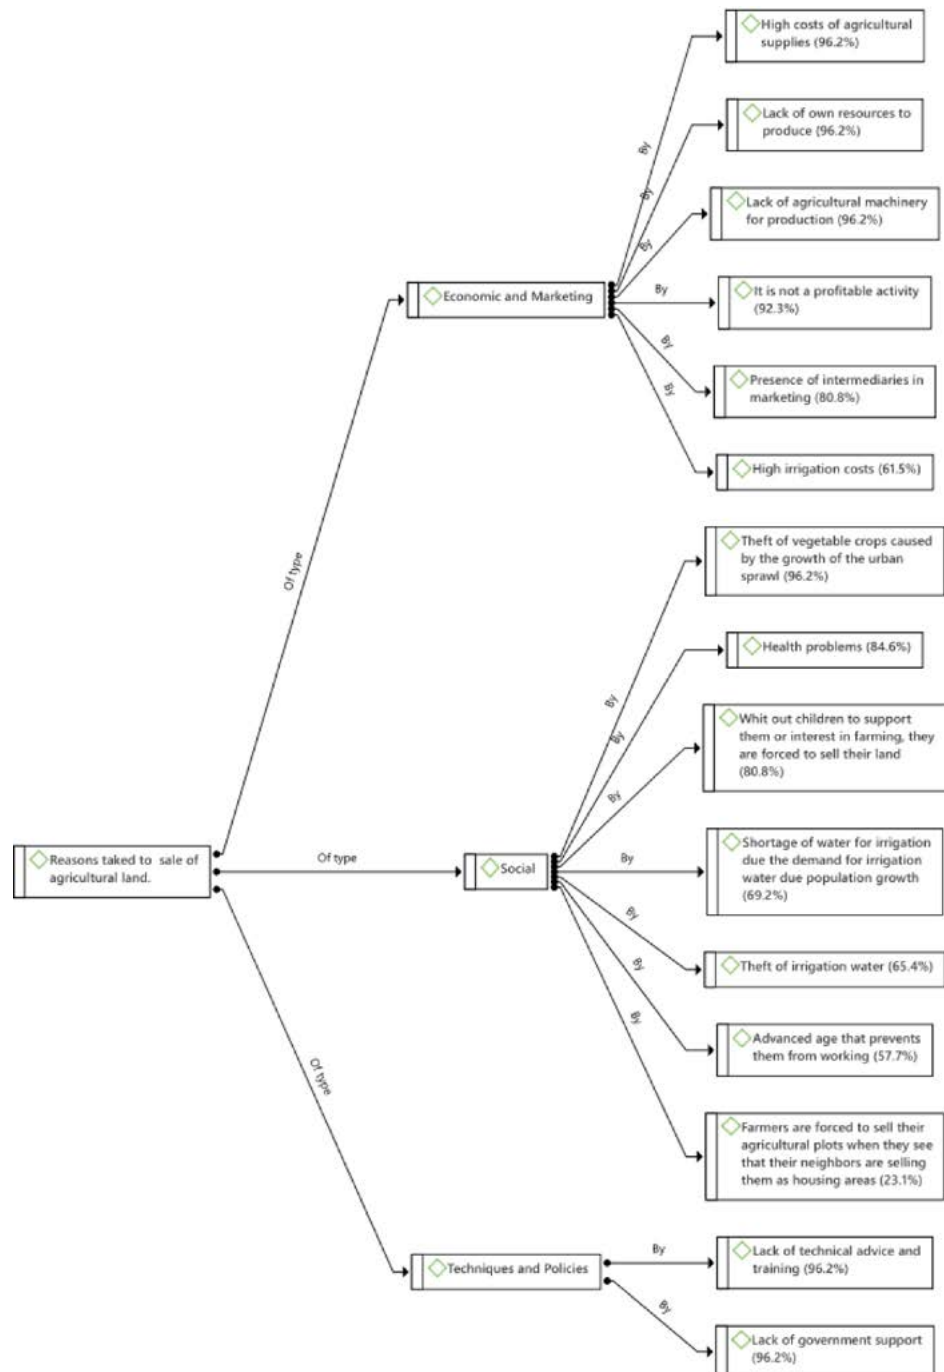 High costs of agricultural
supplies (96.2%)
Lack of own resources to
produce (96.2%)
Lack of agricultural machinery
for production (96.2%)
It is not a profitable activity
(92.3%)
Presence of intermediaries in
marketing (80.8%)
High irrigation costs (61.5%)
By
By
By
By
By
By
Economic and Marketing
Of type
Theft of vegetable crops caused
by the growth of the urban
sprawl (96.2%)
Health problems (84.6%)
Whit out children to support
them or interest in farming, they
are forced to sell their land
(80.8%)
Shortage of water for irrigation
due the demand for irrigation
water due population growth
(69.2%)
Theft of irrigation water (65.4%)
Advanced age that prevents
them from working (57.7%)
Farmers are forced to sell their
agricultural plots when they see
that their neighbors are selling
them as housing areas (23.1%)
By
By
By
By
By
By
By
Social
Of type
Reasons taked to sale of
agricultural land.
Of type
Techniques and Policies
By
By
Lack of technical advice and
training (96.2%)
Lack of government support
(96.2%)